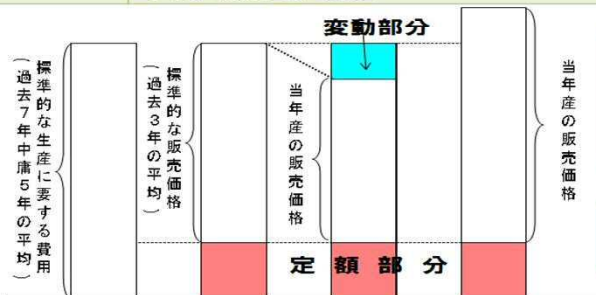 変動部分
標準的な生産に要する費用
(過去7年中庸5年の平均)
標準的な販売価格
(過去3年の平均)
当年産の販売価格
当年産の販売価格
定額部分